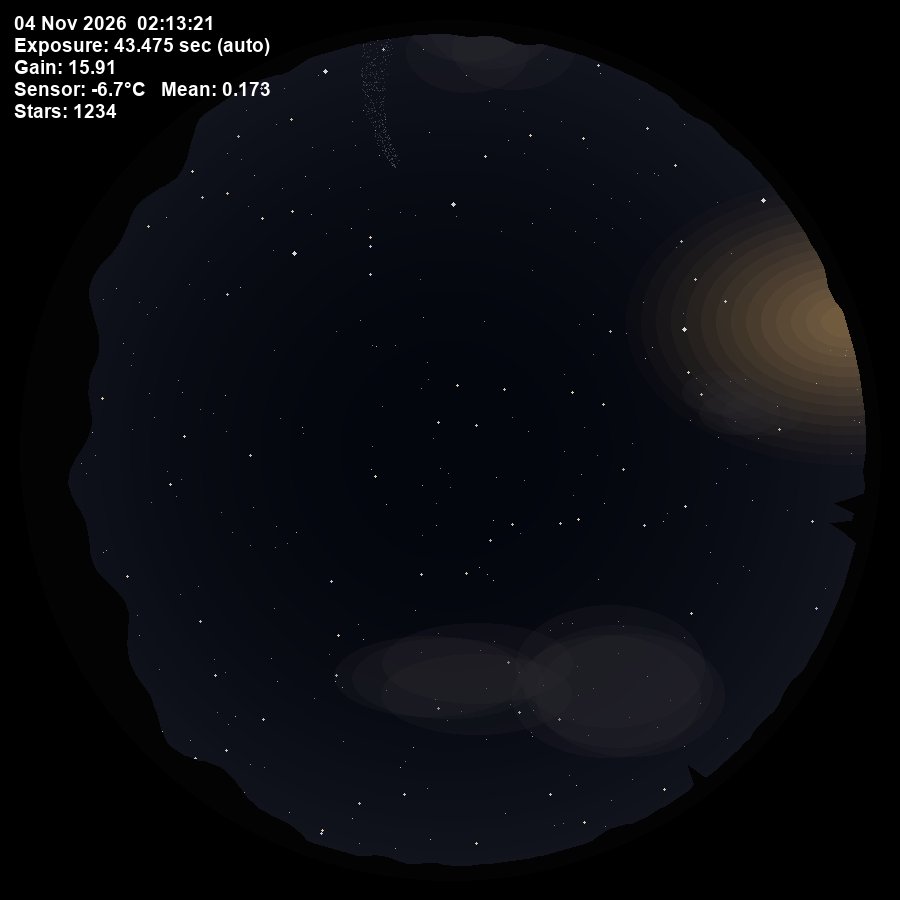 04 Nov 2026  02:13:21
Exposure: 43.475 sec (auto)
Gain: 15.91
Sensor: -6.7°C   Mean: 0.173
Stars: 1234